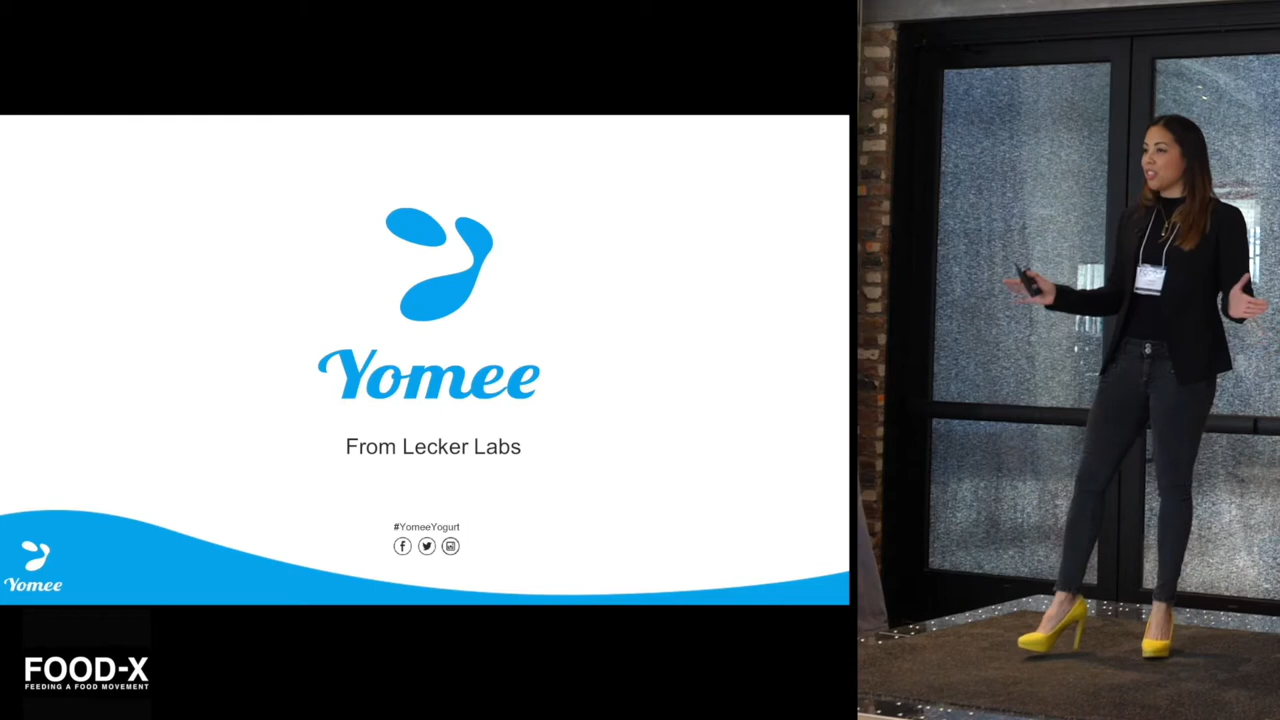 Yomee
From Lecker Labs
#YomeeYogurt
Yomee
FOOD-X
FEEDING A FOOD MOVEMENT